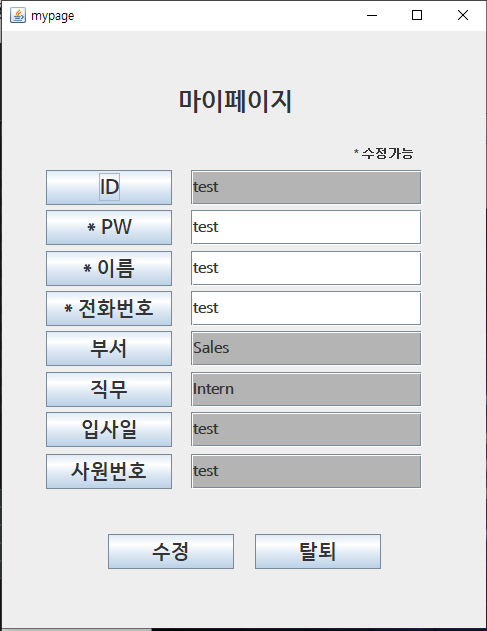 mypage
마이페이지
* 수정가능
ID test
* PW test
* 이름 test
* 전화번호 test
부서 Sales
직무 Intern
입사일 test
사원번호 test
수정 탈퇴